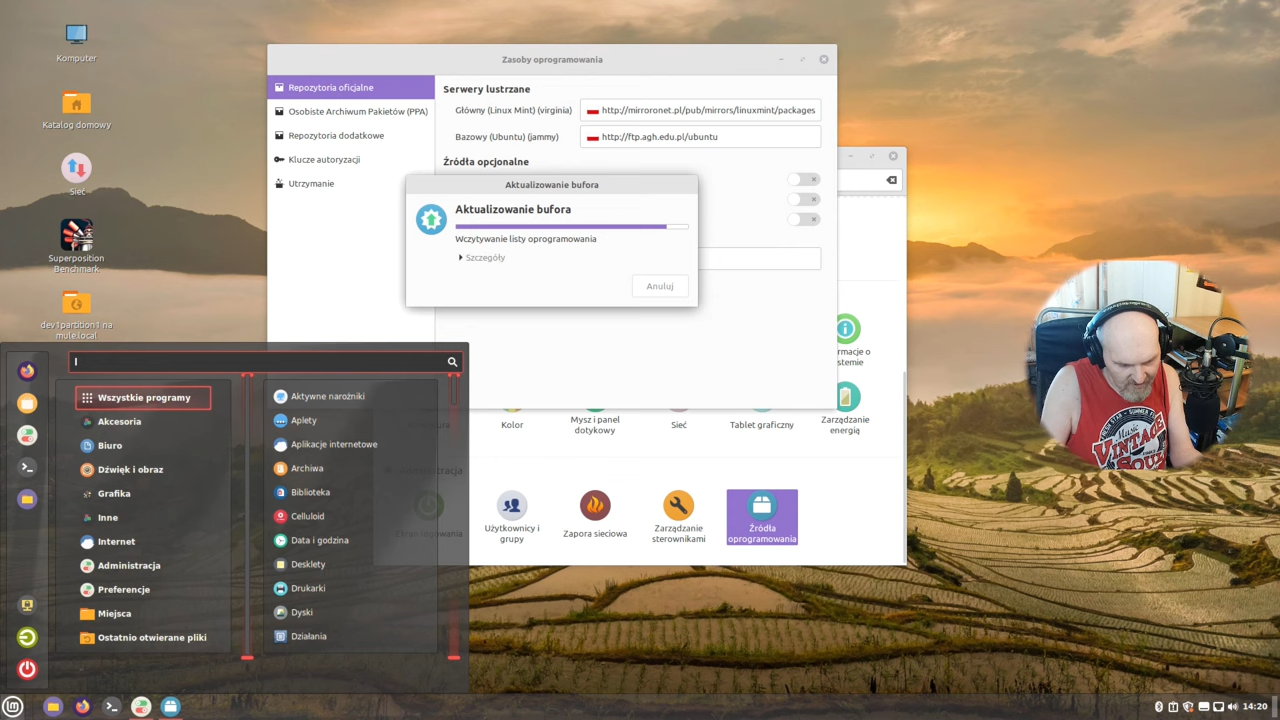 Komputer
Katalog domowy
Sieć
Superposition
Benchmark
dev1partition1 na
mule.local
Zasoby oprogramowania
Repozytoria oficjalne
Osobiste Archiwum Pakietów (PPA)
Repozytoria dodatkowe
Klucze autoryzacji
Utrzymanie
Serwery lustrzane
Główny (Linux Mint) (virginia)
http://mirroronet.pl/pub/mirrors/linuxmint/packages
Bazowy (Ubuntu) (jammy)
http://ftp.agh.edu.pl/ubuntu
Źródła opcjonalne
Aktualizowanie bufora
Aktualizowanie bufora
Wczytywanie listy oprogramowania
Szczegóły
Anuluj
Kolor
Mysz i panel
dotykowy
Sieć
Tablet graficzny
Zarządzanie
energią
Użytkownicy i
grupy
Zapora sieciowa
Zarządzanie
sterownikami
Źródła
oprogramowania
Wszystkie programy
Akcesoria
Biuro
Dźwięk i obraz
Grafika
Inne
Internet
Administracja
Preferencje
Miejsca
Ostatnio otwierane pliki
Aktywne narożniki
Aplety
Aplikacje internetowe
Archiwa
Biblioteka
Celluloid
Data i godzina
Desklety
Drukarki
Dyski
Działania
VINTAGE
14:20